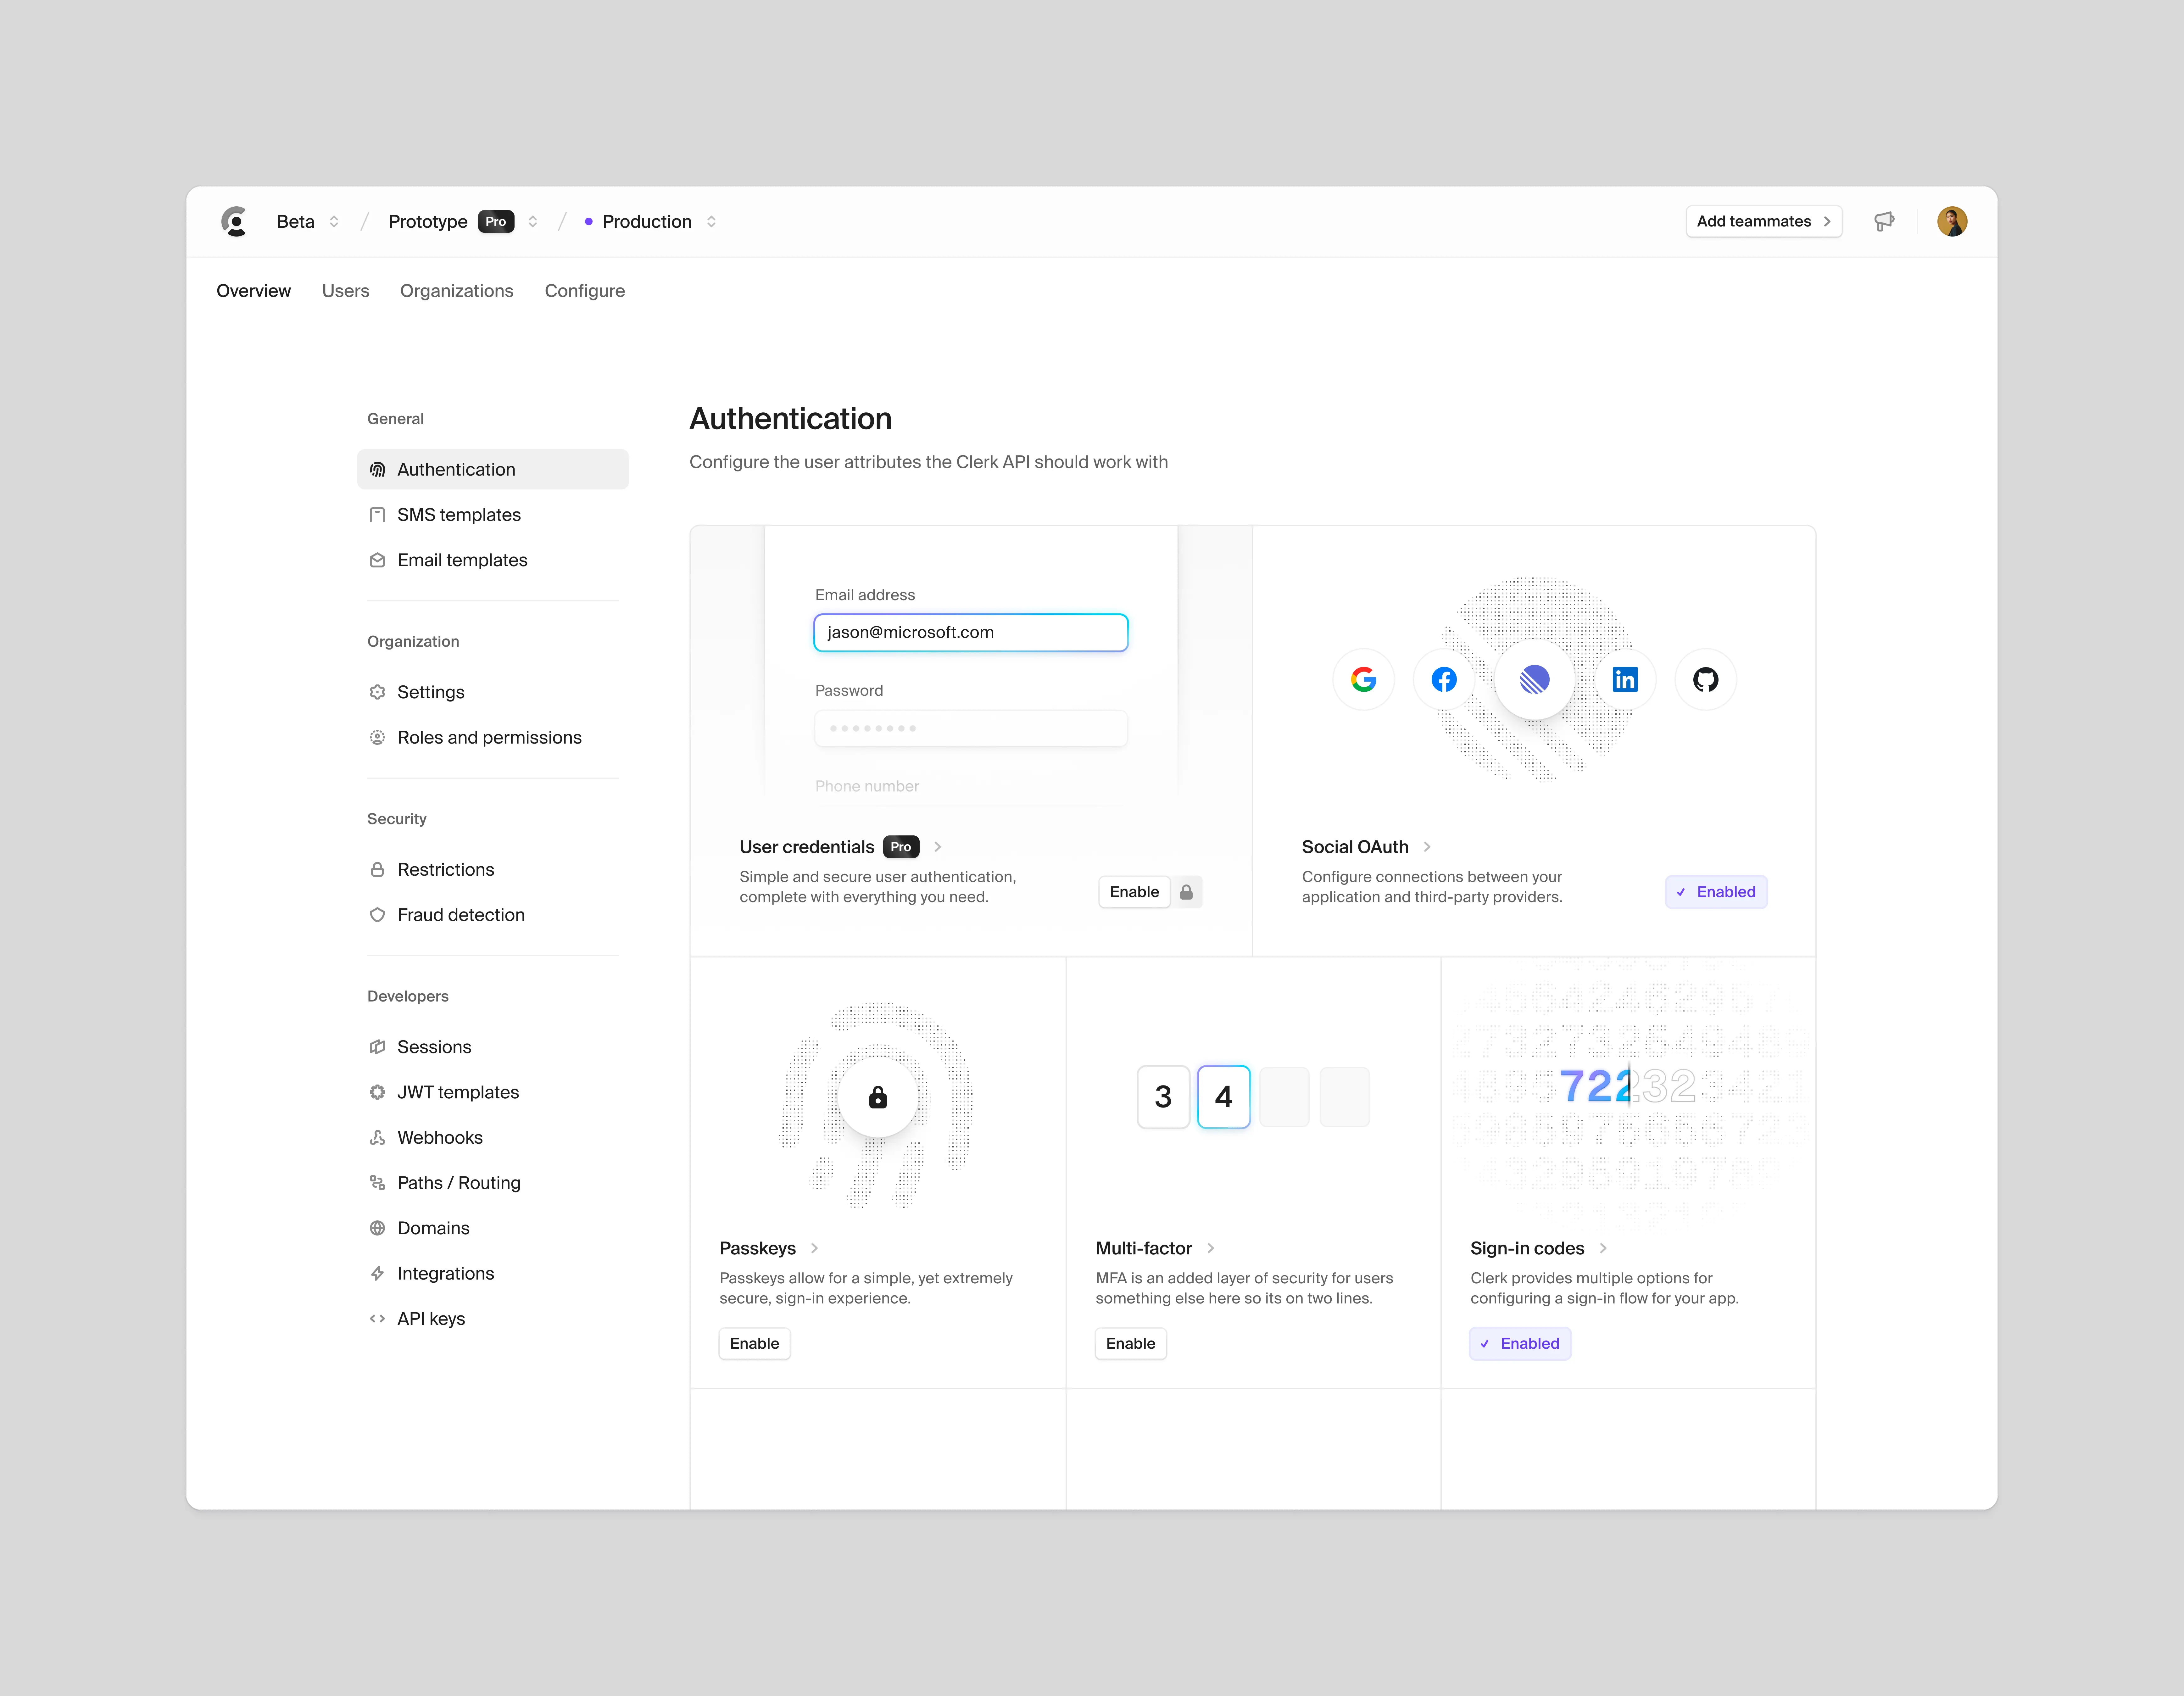 Beta / Prototype Pro / Production
Add teammates
Overview Users Organizations Configure
General
Authentication
SMS templates
Email templates
Organization
Settings
Roles and permissions
Security
Restrictions
Fraud detection
Developers
Sessions
JWT templates
Webhooks
Paths / Routing
Domains
Integrations
API keys
Authentication
Configure the user attributes the Clerk API should work with
Email address
jason@microsoft.com
Password
Phone number
User credentials Pro
Simple and secure user authentication,
complete with everything you need.
Enable
Social OAuth
Configure connections between your
application and third-party providers.
Enabled
Passkeys
Passkeys allow for a simple, yet extremely
secure, sign-in experience.
Enable
3 4
Multi-factor
MFA is an added layer of security for users
something else here so its on two lines.
Enable
722232
Sign-in codes
Clerk provides multiple options for
configuring a sign-in flow for your app.
Enabled